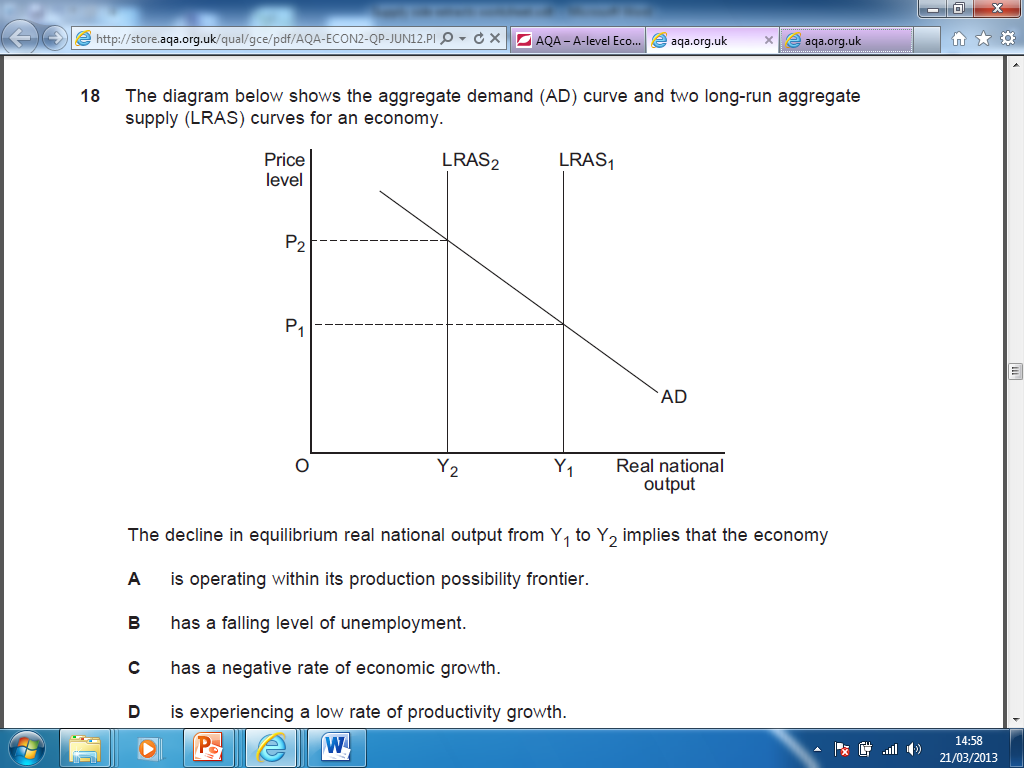 http://store.aqa.org.uk/qual/gce/pdf/AQA-ECON2-QP-JUN12.PI
AQA – A-level Eco...
aqa.org.uk
aqa.org.uk
18 The diagram below shows the aggregate demand (AD) curve and two long-run aggregate
supply (LRAS) curves for an economy.
Price
level
LRAS2
LRAS1
P2
P1
AD
O
Y2
Y1
Real national
output
The decline in equilibrium real national output from Y1 to Y2 implies that the economy
A is operating within its production possibility frontier.
B has a falling level of unemployment.
C has a negative rate of economic growth.
D is experiencing a low rate of productivity growth.
14:58
21/03/2013